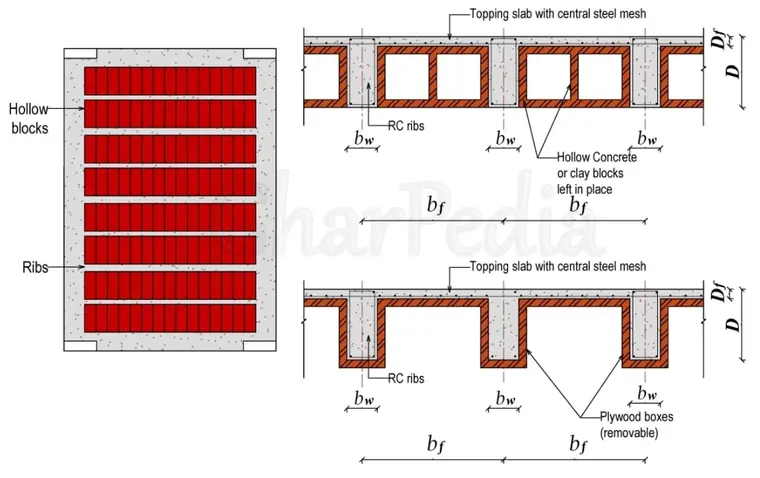 Hollow
blocks
Ribs
Topping slab with central steel mesh
Df
D
RC ribs
bw
bw
bw
Hollow Concrete
or clay blocks
left in place
bf
bf
GharPedia
Topping slab with central steel mesh
Df
D
RC ribs
bw
bw
bw
Plywood boxes
(removable)
bf
bf